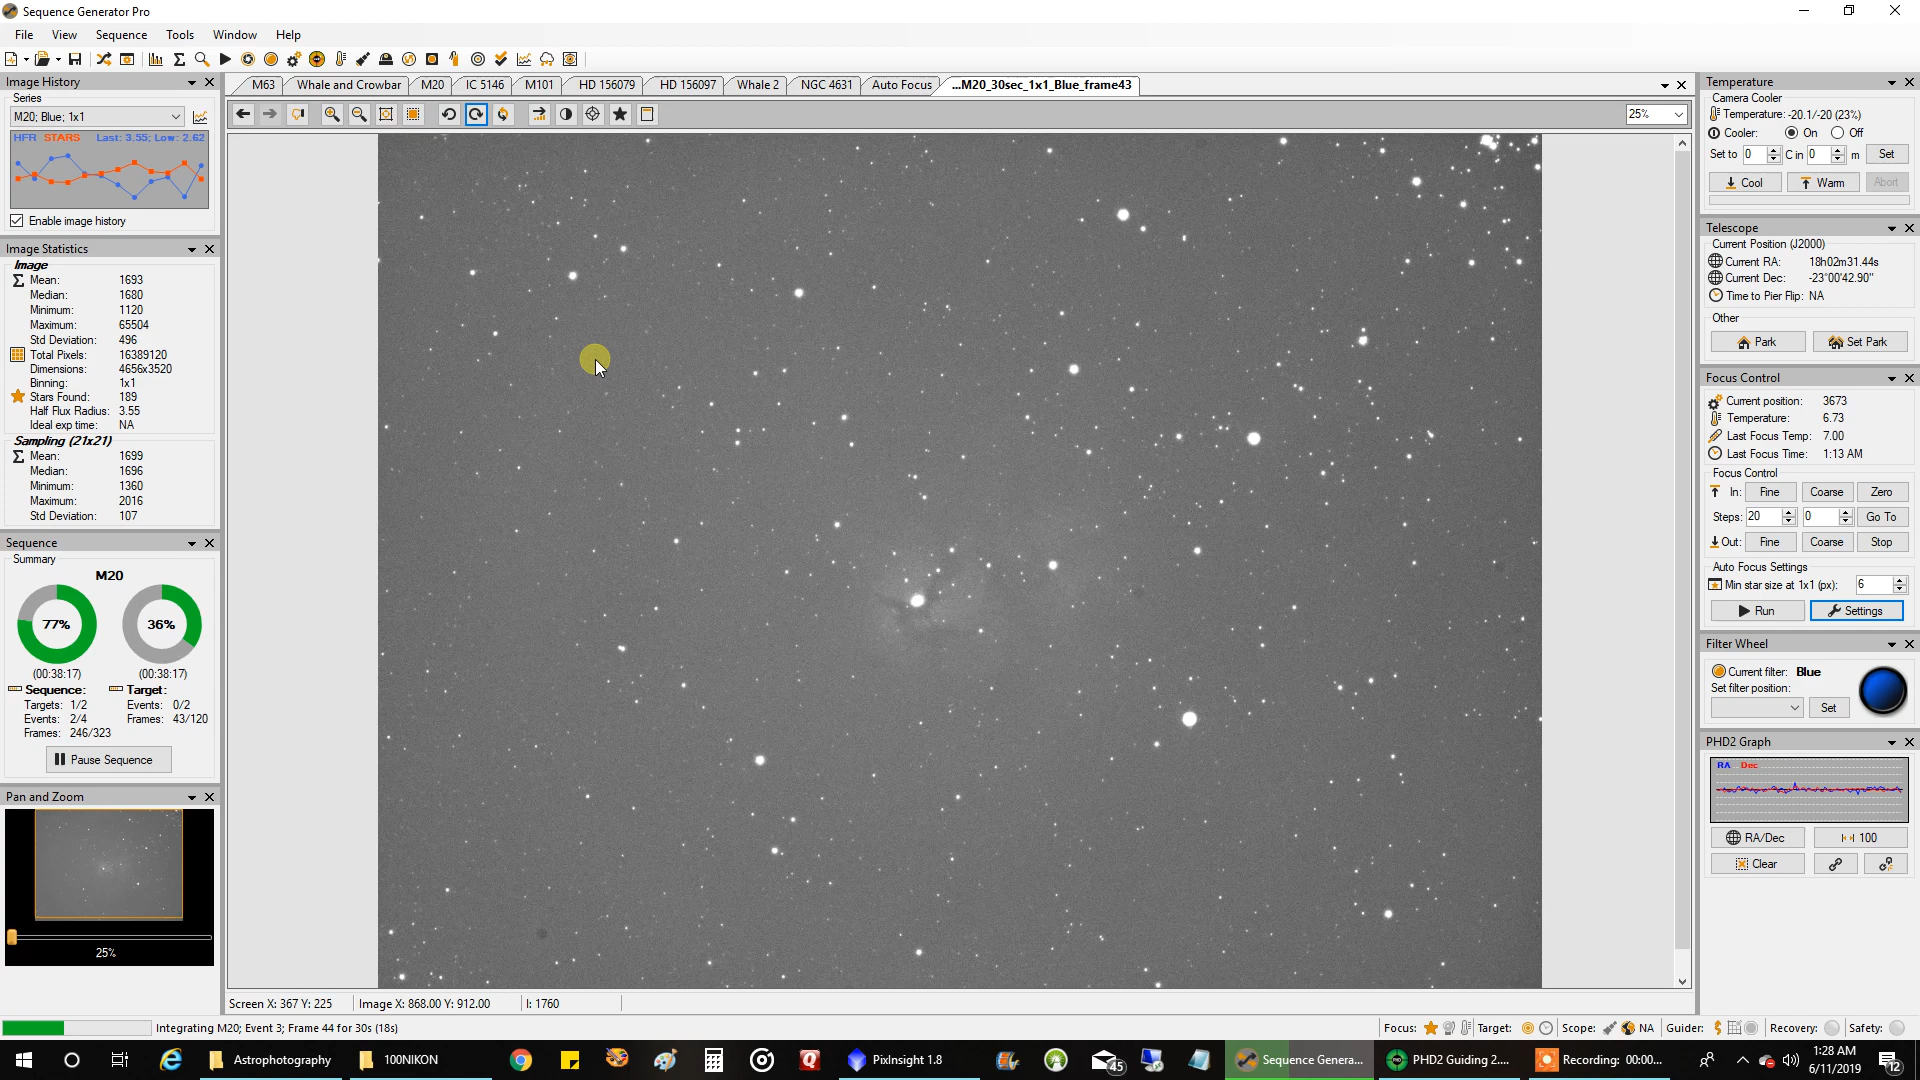 Sequence Generator Pro
File View Sequence Tools Window Help
Image History
Series
M20; Blue; 1x1
HFR STARS Last: 3.55; Low: 2.62
Enable image history
Image Statistics
Image
Mean: 1693
Median: 1680
Minimum: 1120
Maximum: 65504
Std Deviation: 496
Total Pixels: 16389120
Dimensions: 4656x3520
Binning: 1x1
Stars Found: 189
Half Flux Radius: 3.55
Ideal exp time: NA
Sampling (21x21)
Mean: 1699
Median: 1696
Minimum: 1360
Maximum: 2016
Std Deviation: 107
Sequence
Summary
M20
77% 36%
(00:38:17) (00:38:17)
Sequence: Target:
Targets: 1/2 Events: 0/2
Events: 2/4 Frames: 43/120
Frames: 246/323
Pause Sequence
Pan and Zoom
25%
M63 Whale and Crowbar M20 IC 5146 M101 HD 156079 HD 156097 Whale 2 NGC 4631 Auto Focus ...M20_30sec_1x1_Blue_frame43
25%
Screen X: 367 Y: 225 Image X: 868.00 Y: 912.00 I: 1760
Temperature
Camera Cooler
Temperature: -20.1/-20 (23%)
Cooler: On Off
Set to 0 C in 0 m Set
Cool Warm Abort
Telescope
Current Position (J2000)
Current RA: 18h02m31.44s
Current Dec: -23°00'42.90"
Time to Pier Flip: NA
Other
Park Set Park
Focus Control
Current position: 3673
Temperature: 6.73
Last Focus Temp: 7.00
Last Focus Time: 1:13 AM
Focus Control
In: Fine Coarse Zero
Steps: 20 0 Go To
Out: Fine Coarse Stop
Auto Focus Settings
Min star size at 1x1 (px): 6
Run Settings
Filter Wheel
Current filter: Blue
Set filter position:
Set
PHD2 Graph
RA Dec
RA/Dec 100
Clear
Integrating M20; Event 3; Frame 44 for 30s (18s)
Focus: Target: Scope: NA Guider: Recovery: Safety:
Astrophotography 100NIKON PixInsight 1.8 45 Sequence Genera... PHD2 Guiding 2.... Recording: 00:00... 1:28 AM
6/11/2019 12